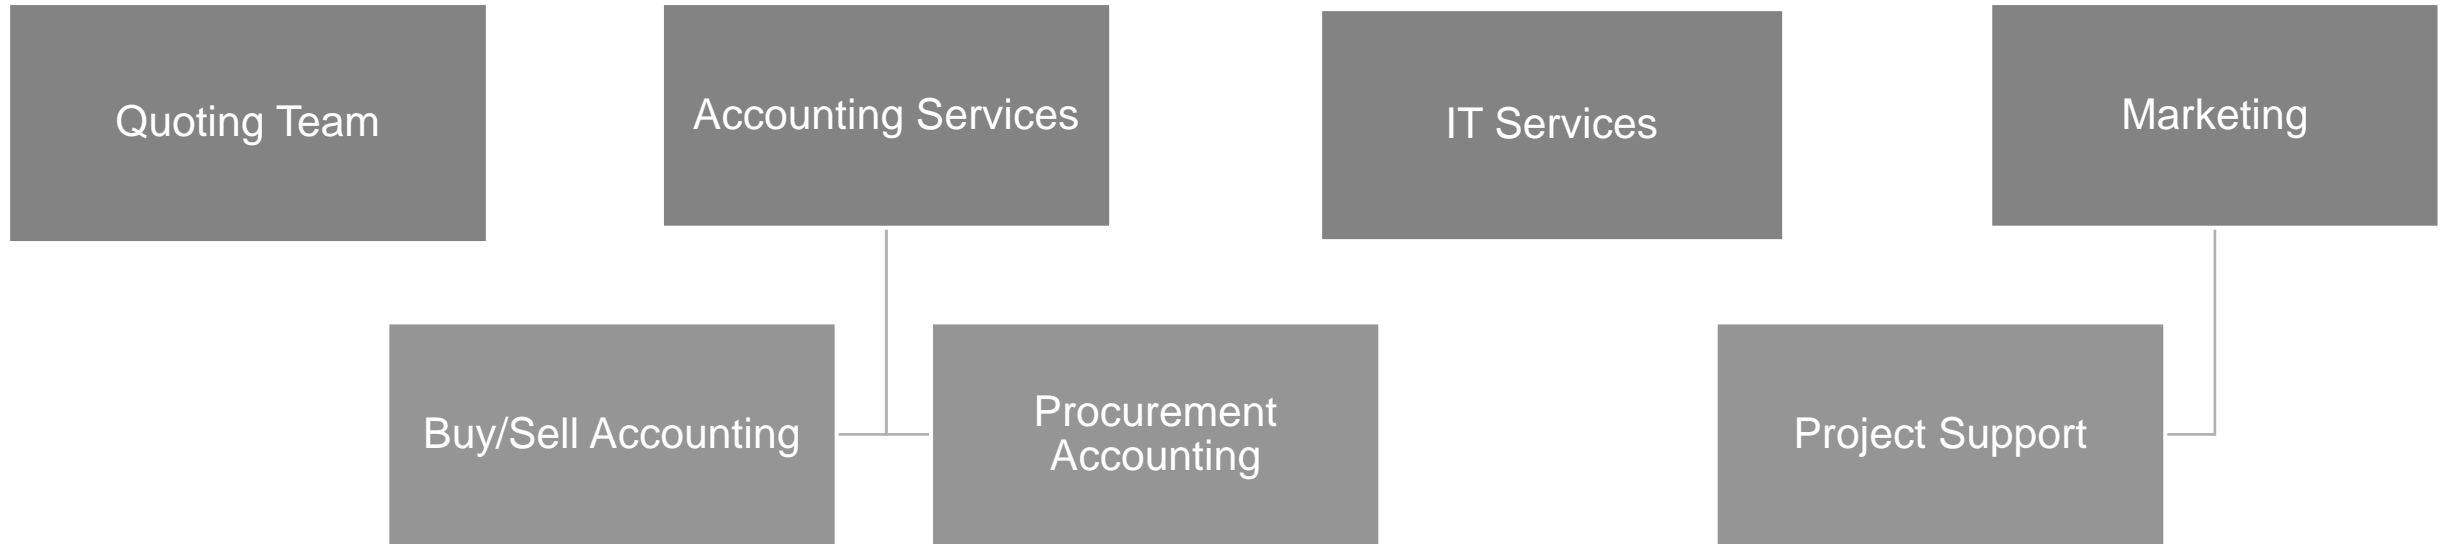 Quoting Team
Accounting Services
IT Services
Marketing
Buy/Sell Accounting
Procurement
Accounting
Project Support